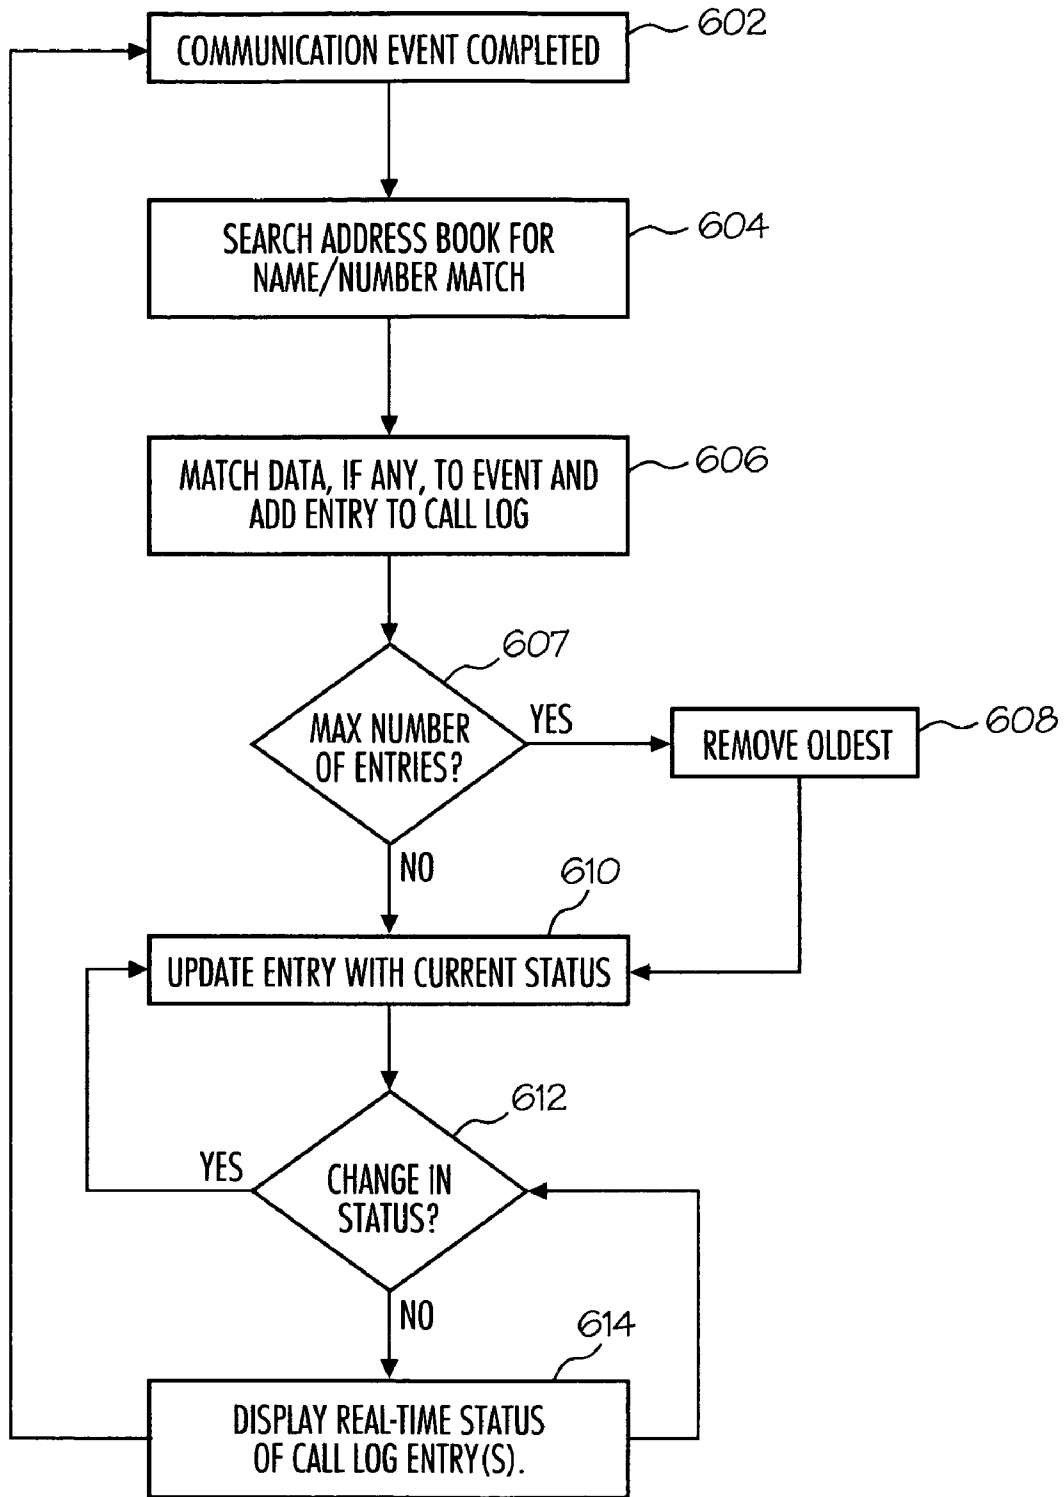 COMMUNICATION EVENT COMPLETED
602
SEARCH ADDRESS BOOK FOR
NAME/NUMBER MATCH
604
MATCH DATA, IF ANY, TO EVENT AND
ADD ENTRY TO CALL LOG
606
607
MAX NUMBER
OF ENTRIES?
YES
REMOVE OLDEST
608
NO
610
UPDATE ENTRY WITH CURRENT STATUS
612
YES
CHANGE IN
STATUS?
NO
614
DISPLAY REAL-TIME STATUS
OF CALL LOG ENTRY(S).